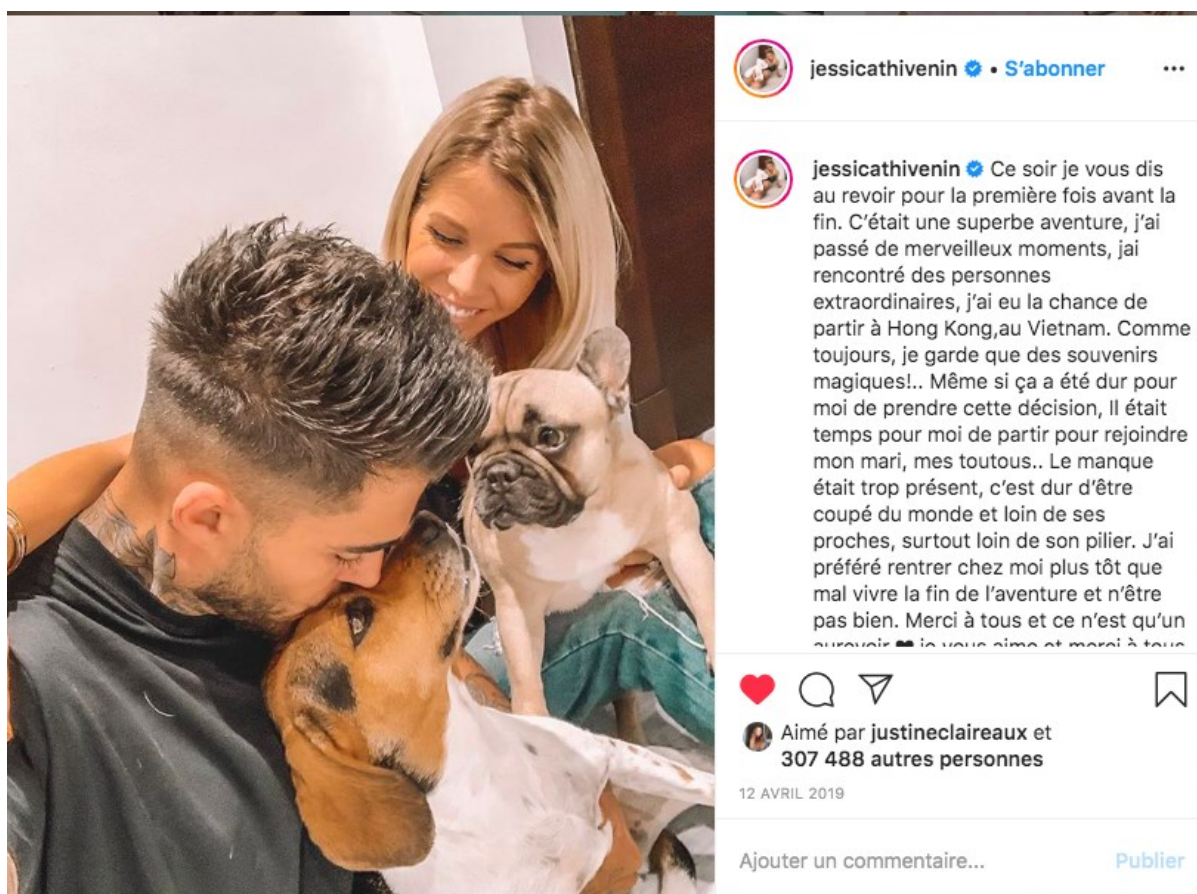 jessicathivenin • S'abonner
jessicathivenin Ce soir je vous dis
au revoir pour la première fois avant la
fin. C'était une superbe aventure, j'ai
passé de merveilleux moments, jai
rencontré des personnes
extraordinaires, j'ai eu la chance de
partir à Hong Kong,au Vietnam. Comme
toujours, je garde que des souvenirs
magiques!.. Même si ça a été dur pour
moi de prendre cette décision, Il était
temps pour moi de partir pour rejoindre
mon mari, mes toutous.. Le manque
était trop présent, c'est dur d'être
coupé du monde et loin de ses
proches, surtout loin de son pilier. J'ai
préféré rentrer chez moi plus tôt que
mal vivre la fin de l'aventure et n'être
pas bien. Merci à tous et ce n'est qu'un
aurevoir ♥ je vous aime et merci à tous
Aimé par justineclaireaux et
307 488 autres personnes
12 AVRIL 2019
Ajouter un commentaire... Publier